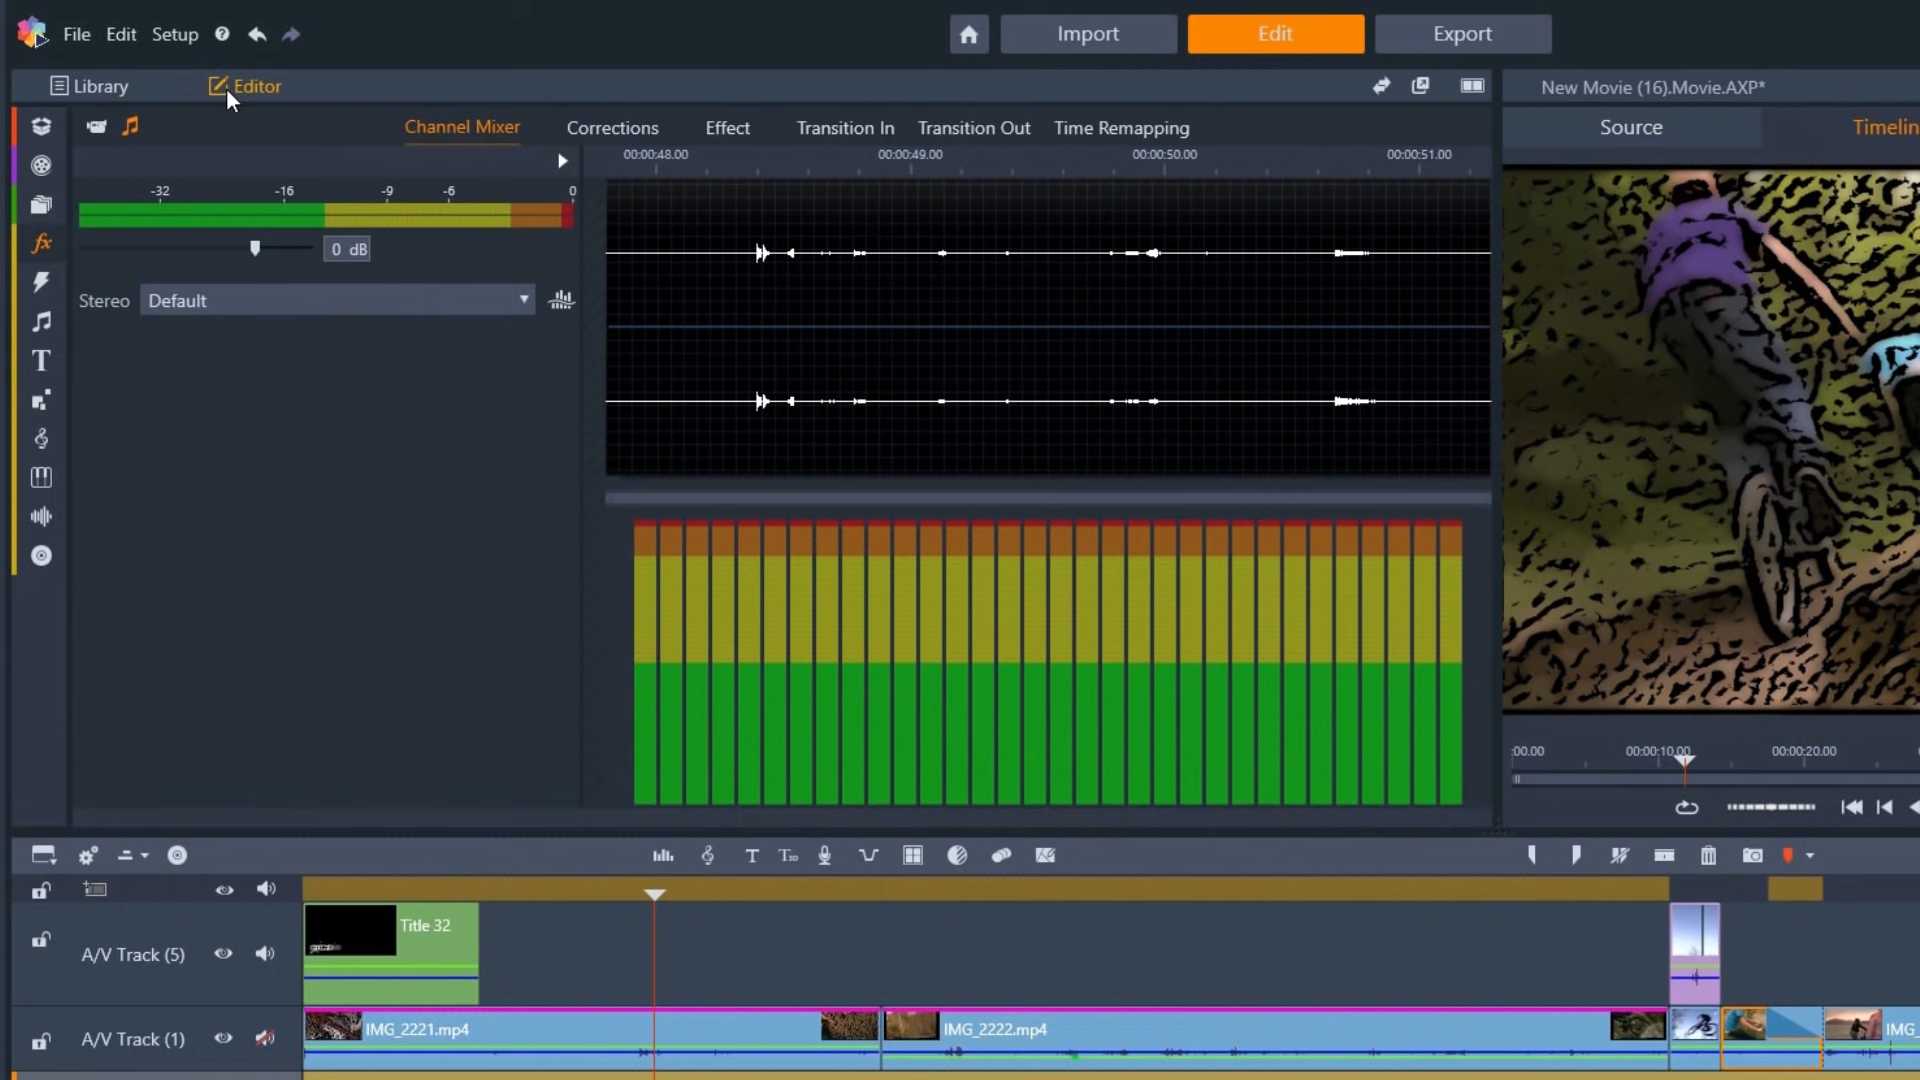 File Edit Setup
Import Edit Export
Library Editor
New Movie (16).Movie.AXP*
Channel Mixer Corrections Effect Transition In Transition Out Time Remapping
Source Timelin
00:00:48.00 00:00:49.00 00:00:50.00 00:00:51.00
-32 -16 -9 -6 0
0 dB
Stereo Default
:00.00 00:00:10.00 00:00:20.00
Title 32
A/V Track (5)
A/V Track (1) IMG_2221.mp4 IMG_2222.mp4 IMG_